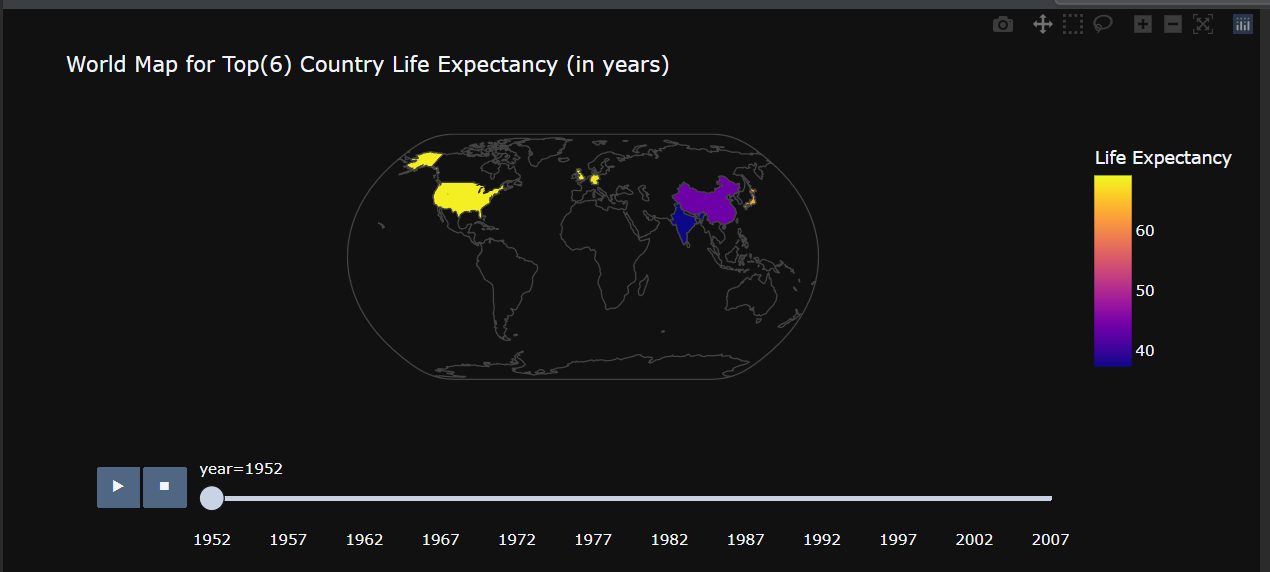 World Map for Top(6) Country Life Expectancy (in years)
Life Expectancy
60
50
40
year=1952
1952 1957 1962 1967 1972 1977 1982 1987 1992 1997 2002 2007